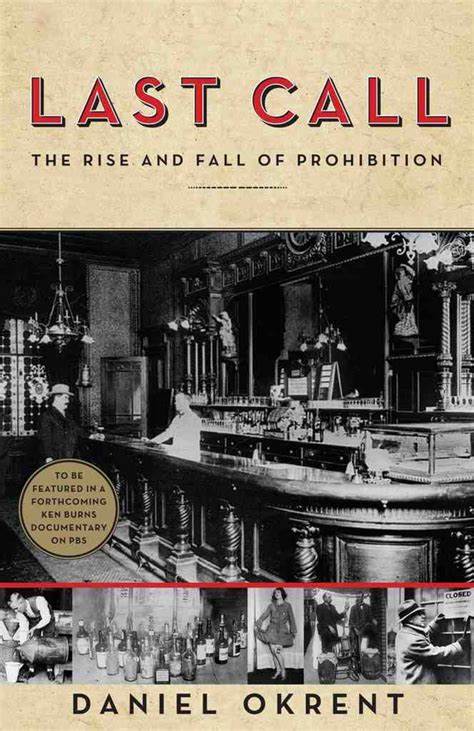 LAST CALL
THE RISE AND FALL OF PROHIBITION
TO BE
FEATURED IN A
FORTHCOMING
KEN BURNS
DOCUMENTARY
ON PBS
CLOSED
DANIEL OKRENT